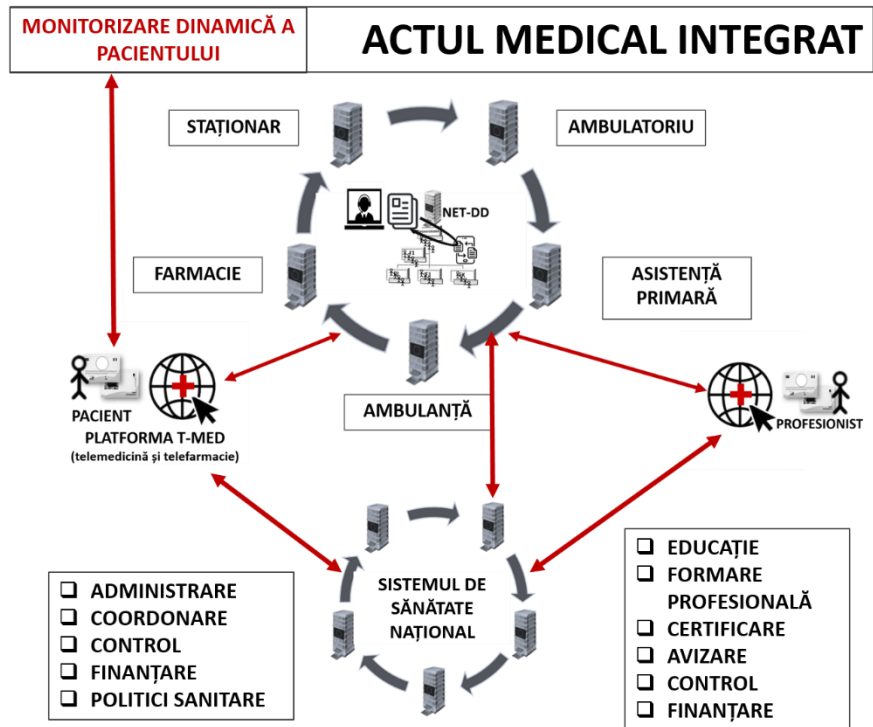 MONITORIZARE DINAMICĂ A
PACIENTULUI
ACTUL MEDICAL INTEGRAT
STAȚIONAR
AMBULATORIU
NET-DD
FARMACIE
ASISTENȚĂ
PRIMARĂ
AMBULANȚĂ
PACIENT
PLATFORMA T-MED
(telemedicină și telefarmacie)
PROFESIONIST
SISTEMUL DE
SĂNĂTATE
NAȚIONAL
ADMINISTRARE
COORDONARE
CONTROL
FINANȚARE
POLITICI SANITARE
EDUCAȚIE
FORMARE
PROFESIONALĂ
CERTIFICARE
AVIZARE
CONTROL
FINANȚARE